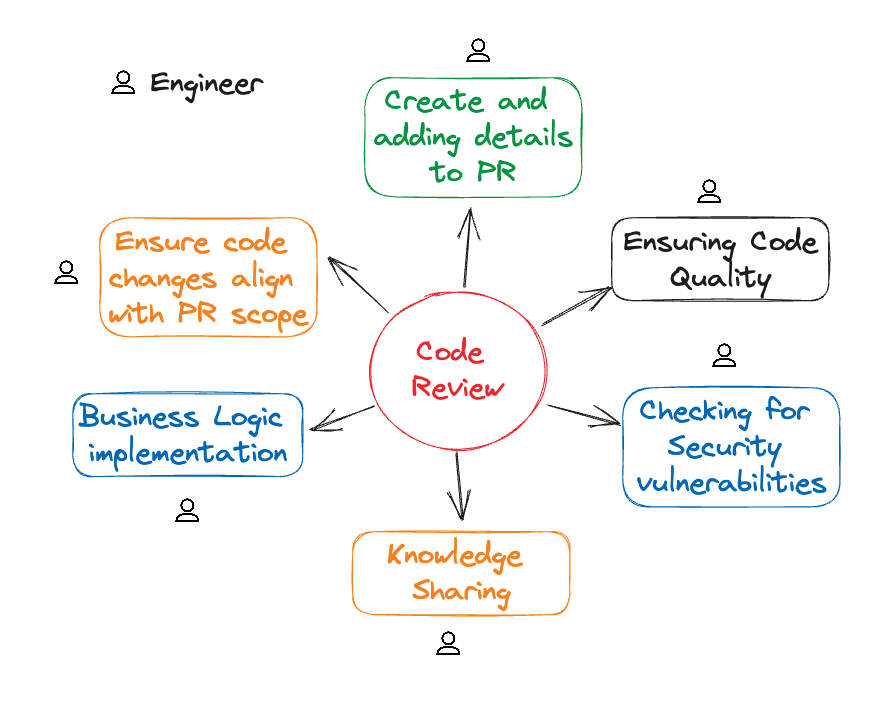 Engineer
Create and
adding details
to PR
Ensuring Code
Quality
Ensure code
changes align
with PR scope
Code
Review
Checking for
Security
vulnerabilities
Business Logic
implementation
Knowledge
Sharing